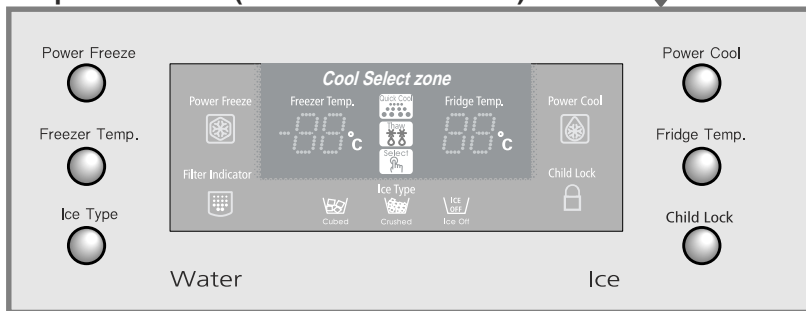 Power Freeze
Freezer Temp.
Ice Type
Cool Select zone
Power Freeze
Freezer Temp.
Quick Cool
Fridge Temp.
Power Cool
-88°C
Thaw
88°C
Select
Filter Indicator
Child Lock
Ice Type
Cubed
Crushed
ICE
OFF
Ice Off
Power Cool
Fridge Temp.
Child Lock
Water
Ice